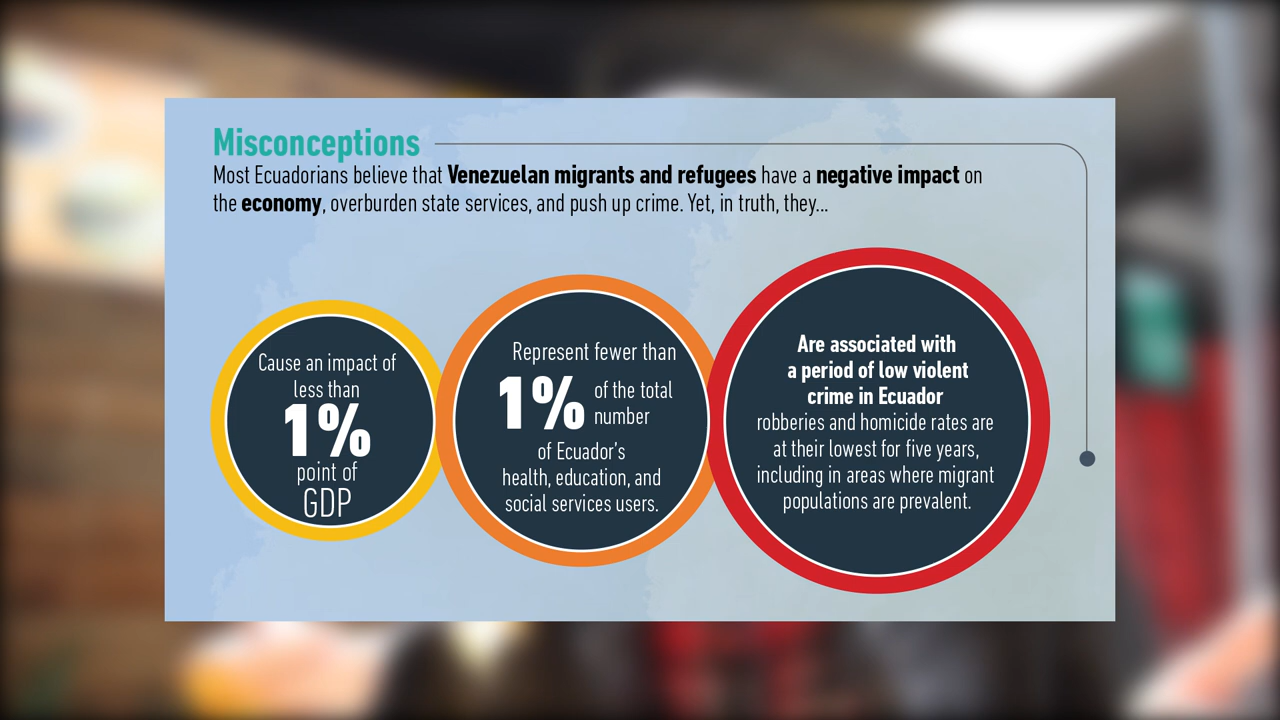 Misconceptions
Most Ecuadorians believe that Venezuelan migrants and refugees have a negative impact on
the economy, overburden state services, and push up crime. Yet, in truth, they...
Cause an impact of
less than
1%
point of
GDP
Represent fewer than
1% of the total
number
of Ecuador's
health, education, and
social services users.
Are associated with
a period of low violent
crime in Ecuador
robberies and homicide rates are
at their lowest for five years,
including in areas where migrant
populations are prevalent.